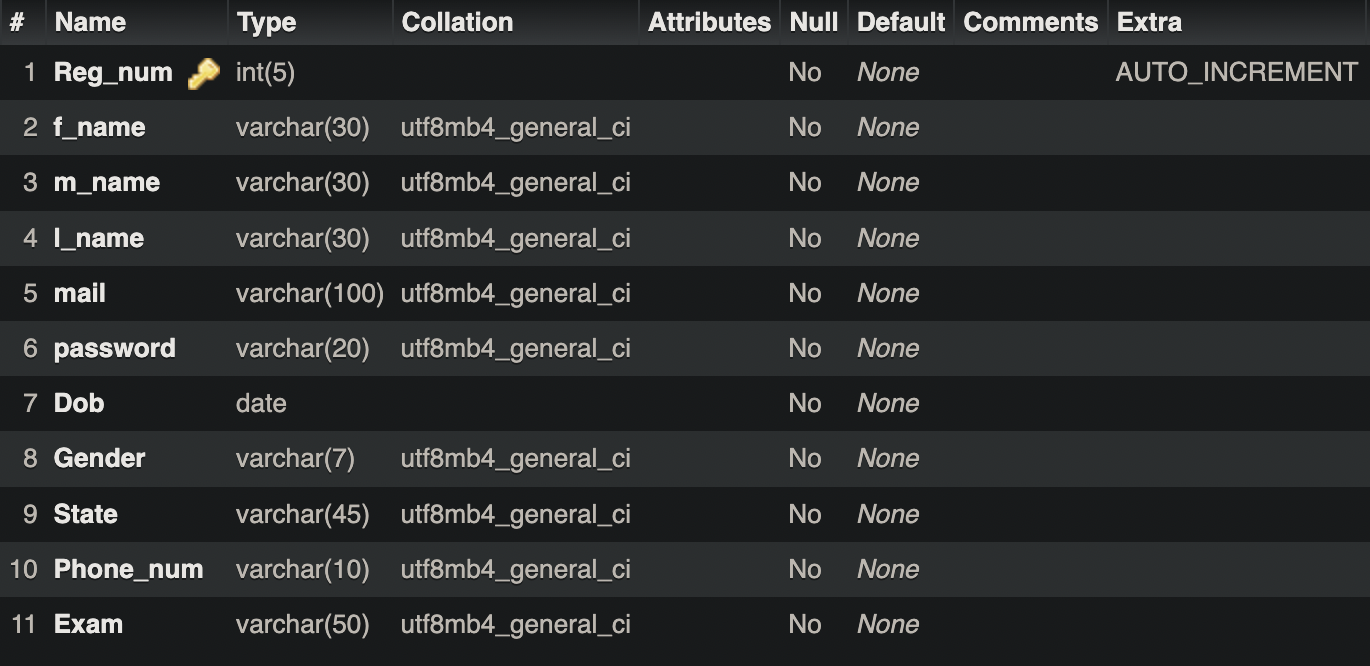 # Name Type Collation Attributes Null Default Comments Extra
1 Reg_num int(5) No None AUTO_INCREMENT
2 f_name varchar(30) utf8mb4_general_ci No None
3 m_name varchar(30) utf8mb4_general_ci No None
4 l_name varchar(30) utf8mb4_general_ci No None
5 mail varchar(100) utf8mb4_general_ci No None
6 password varchar(20) utf8mb4_general_ci No None
7 Dob date No None
8 Gender varchar(7) utf8mb4_general_ci No None
9 State varchar(45) utf8mb4_general_ci No None
10 Phone_num varchar(10) utf8mb4_general_ci No None
11 Exam varchar(50) utf8mb4_general_ci No None